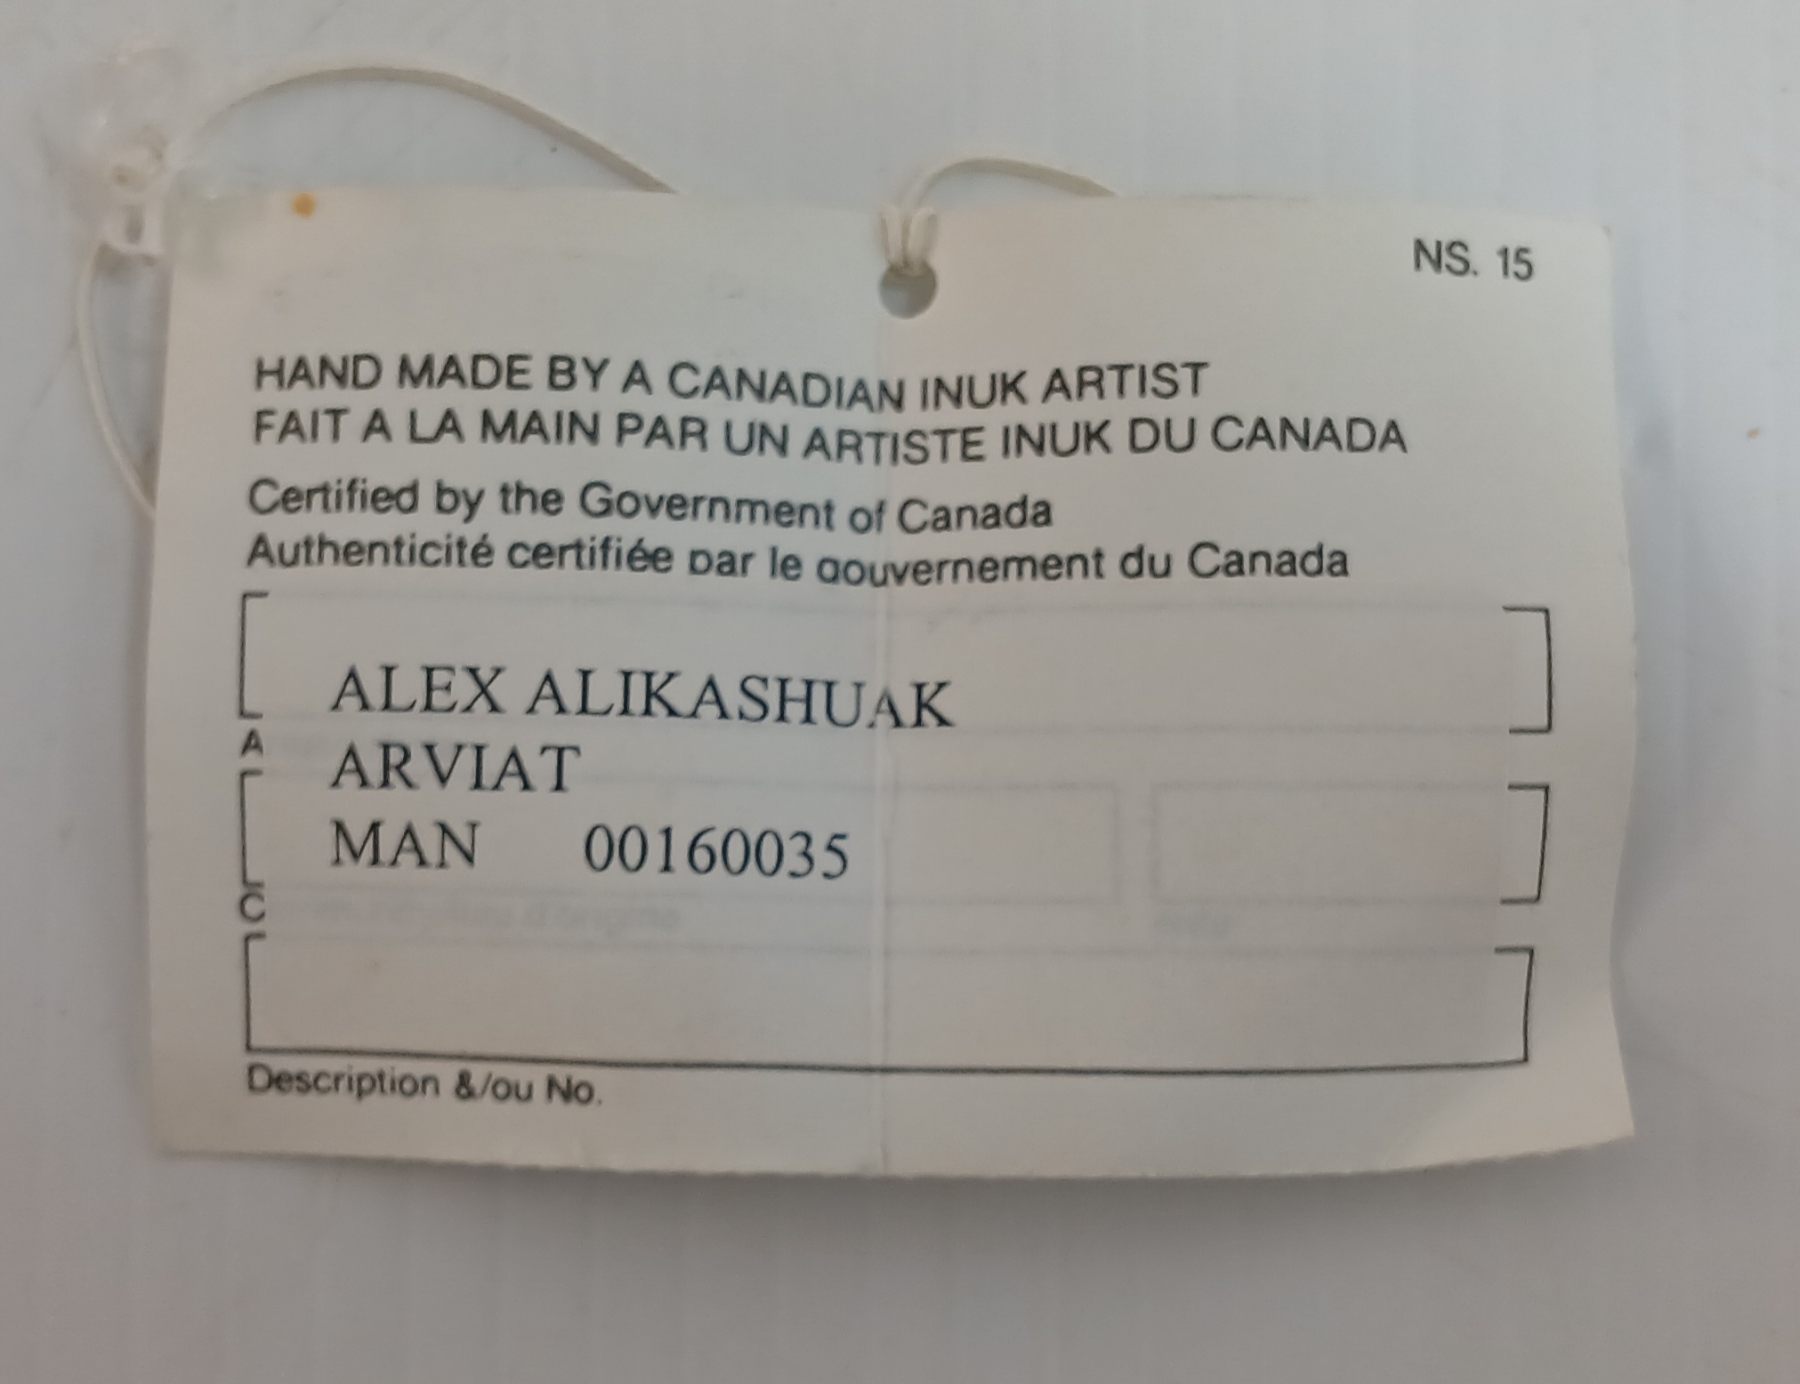 NS. 15
HAND MADE BY A CANADIAN INUK ARTIST
FAIT A LA MAIN PAR UN ARTISTE INUK DU CANADA
Certified by the Government of Canada
Authenticité certifiée par le gouvernement du Canada
ALEX ALIKASHUAK
A
ARVIAT
MAN 00160035
C
Description &/ou No.